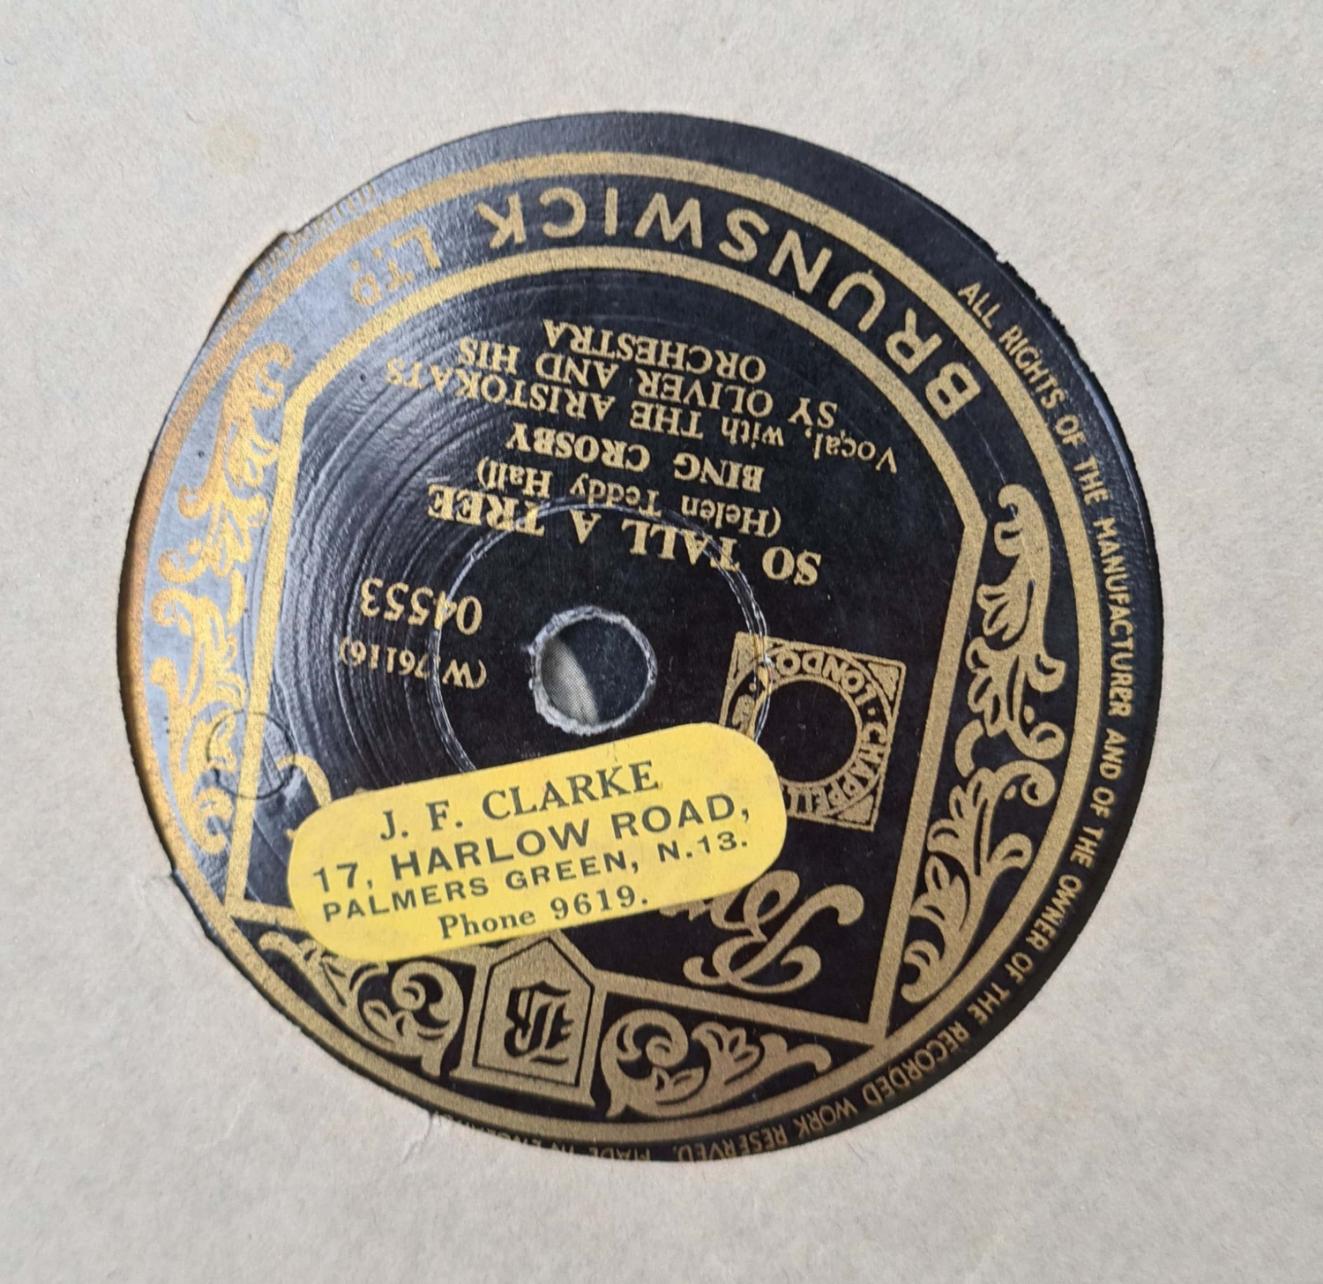 J. F. CLARKE
17, HARLOW ROAD,
PALMERS GREEN, N.13.
Phone 9619.
LONDON · CHAPPELL
(W.76116)
04553
SO TALL A TREE
(Helen Teddy Hall)
BING CROSBY
Vocal, with THE ARISTOKATS
SY OLIVER AND HIS
ORCHESTRA
BRUNSWICK LTD
ALL RIGHTS OF THE MANUFACTURER AND OF THE OWNER OF THE RECORDED WORK RESERVED. MADE IN
B